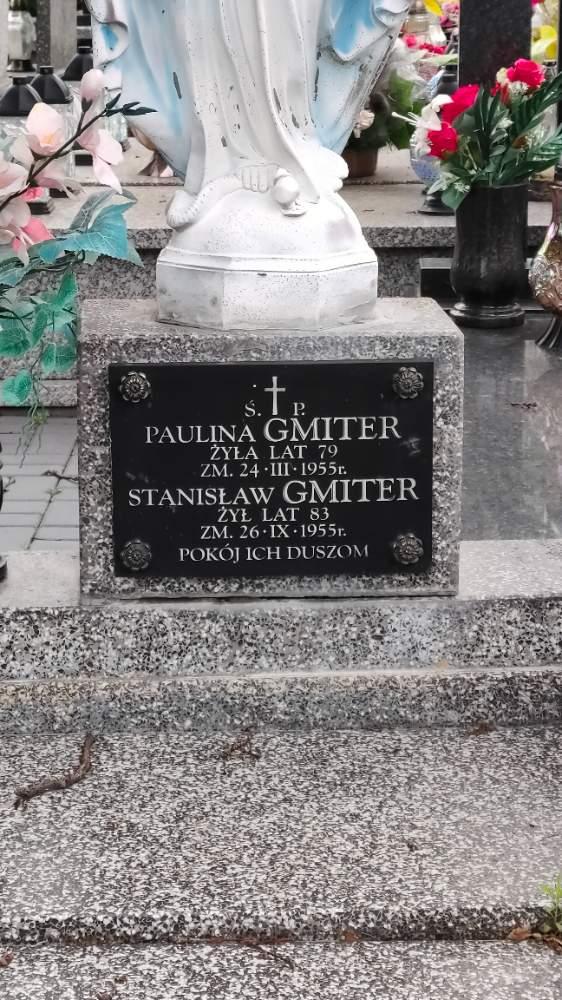 Ś. P.
PAULINA GMITER
ŻYŁA LAT 79
ZM. 24·III·1955r.
STANISŁAW GMITER
ŻYŁ LAT 83
ZM. 26·IX·1955r.
POKÓJ ICH DUSZOM